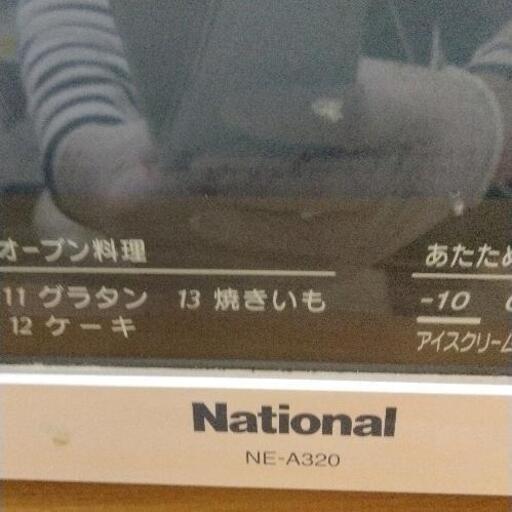 オーブン料理
11 グラタン 13 焼きいも
12 ケーキ
あたため
-10
アイスクリーム
National
NE-A320